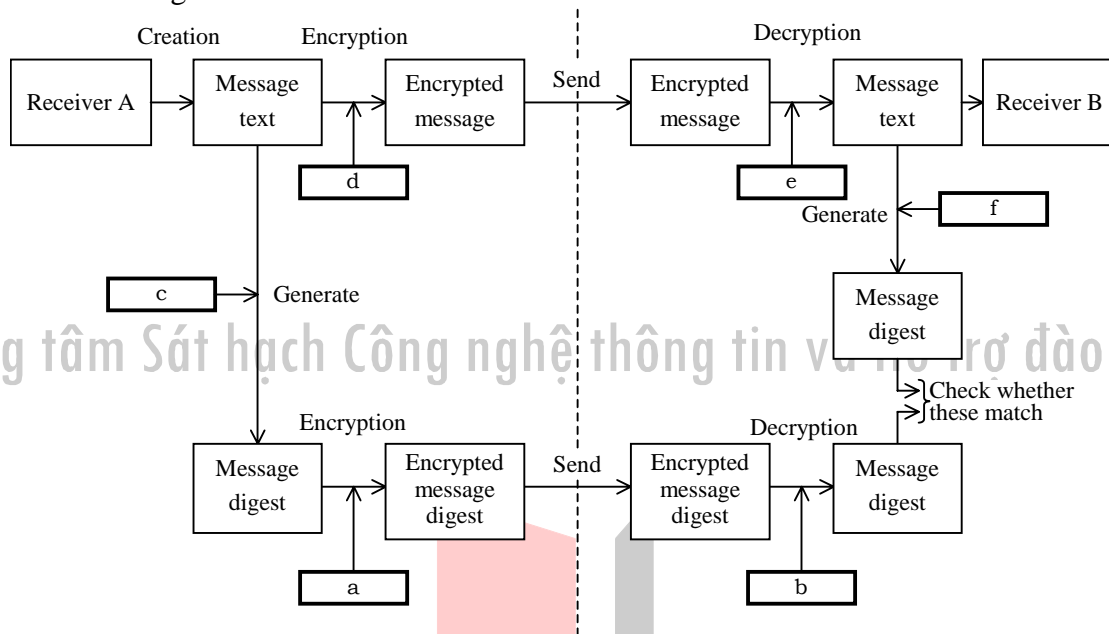 Creation
Encryption
Decryption
Receiver A
Message
text
Encrypted
message
Send
Encrypted
message
Message
text
Receiver B
d
e
Generate
f
c
Generate
Message
digest
g tâm Sát hạch Công nghệ thông tin và trợ đào
Check whether
these match
Encryption
Decryption
Message
digest
Encrypted
message
digest
Send
Encrypted
message
digest
Message
digest
a
b